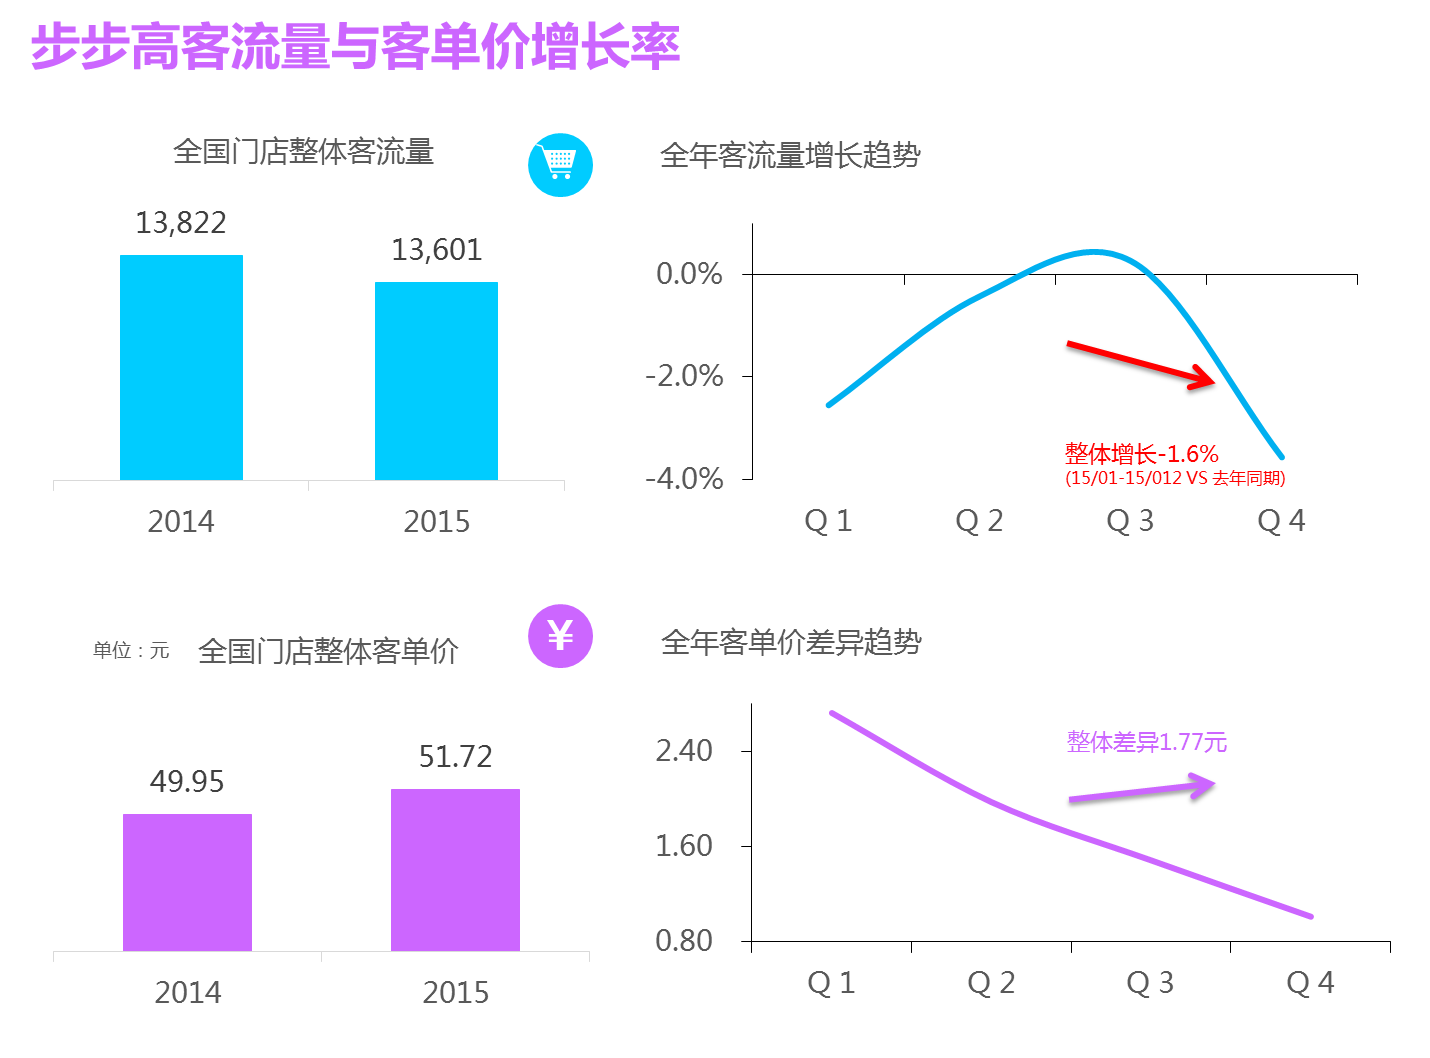 步步高客流量与客单价增长率
全国门店整体客流量
13,822
13,601
2014
2015
全年客流量增长趋势
0.0%
-2.0%
-4.0%
整体增长-1.6%
(15/01-15/012 VS 去年同期)
Q 1
Q 2
Q 3
Q 4
单位：元
全国门店整体客单价
¥
49.95
51.72
2014
2015
全年客单价差异趋势
2.40
1.60
0.80
整体差异1.77元
Q 1
Q 2
Q 3
Q 4